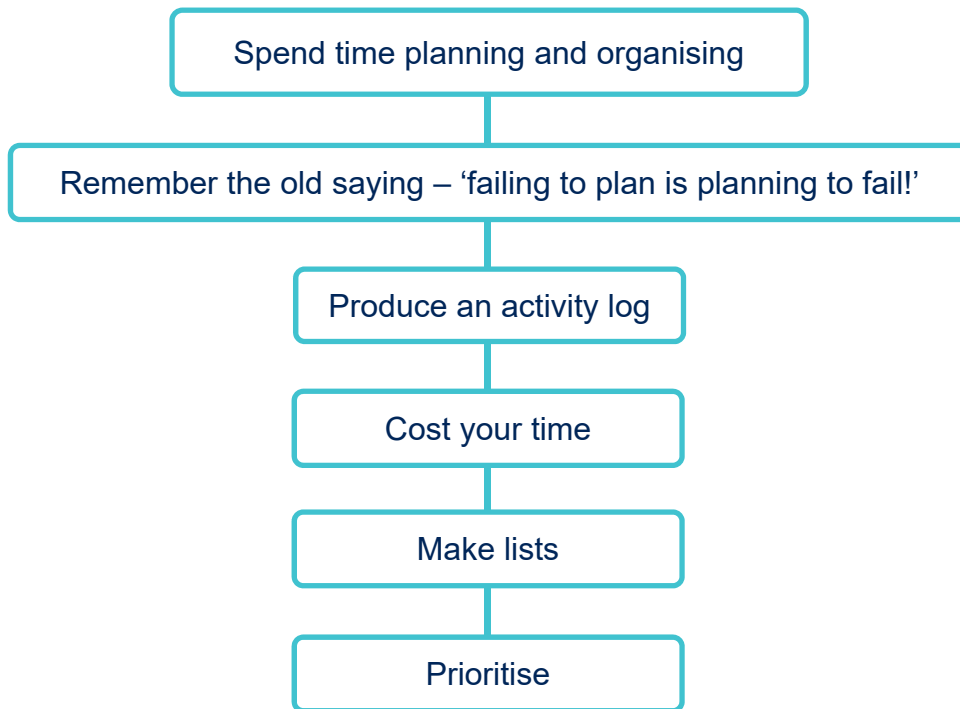 Spend time planning and organising
Remember the old saying – ‘failing to plan is planning to fail!’
Produce an activity log
Cost your time
Make lists
Prioritise